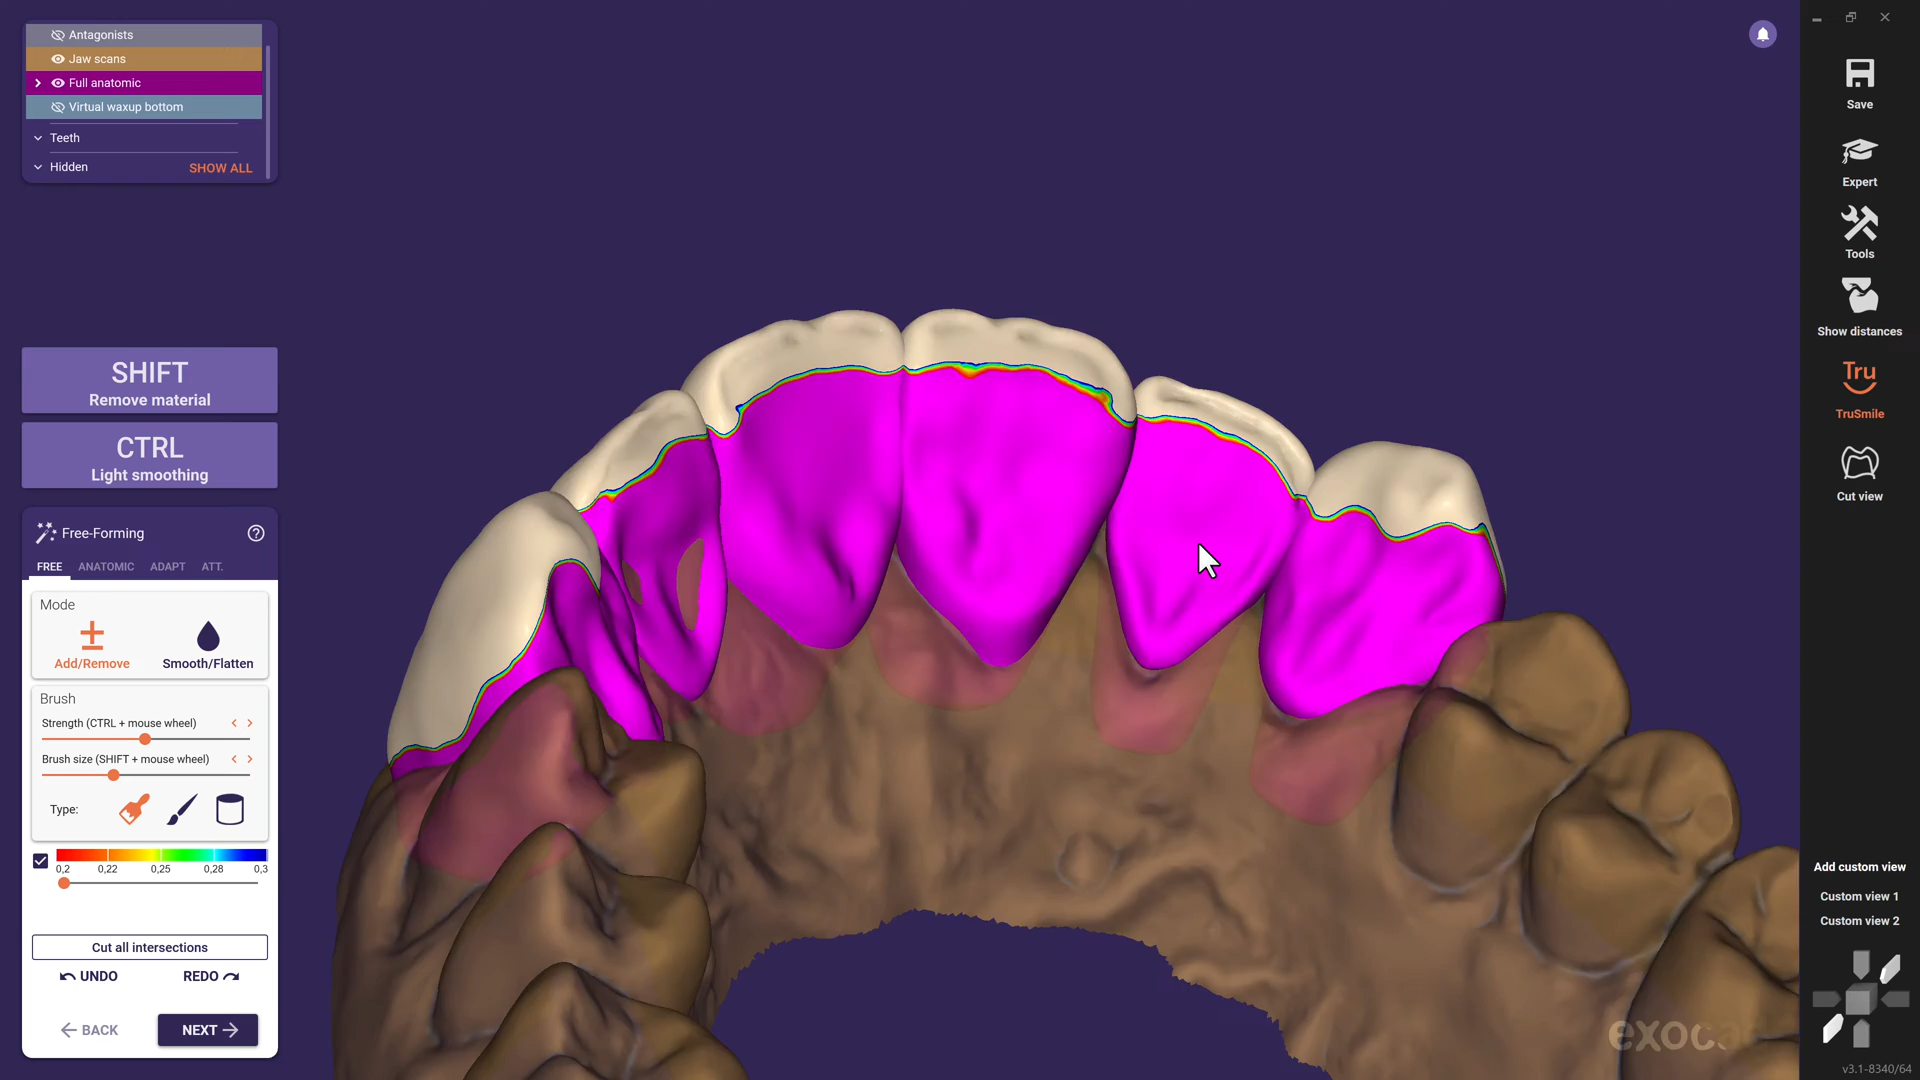 Antagonists
Jaw scans
Full anatomic
Virtual waxup bottom
Teeth
Hidden
SHOW ALL
SHIFT
Remove material
CTRL
Light smoothing
Free-Forming
FREE
ANATOMIC
ADAPT
ATT.
Mode
Add/Remove
Smooth/Flatten
Brush
Strength (CTRL + mouse wheel)
Brush size (SHIFT + mouse wheel)
Type:
0,2
0,22
0,25
0,28
0,3
Cut all intersections
UNDO
REDO
BACK
NEXT
Save
Expert
Tools
Show distances
Tru
TruSmile
Cut view
Add custom view
Custom view 1
Custom view 2
exoc
v3.1-8340/64